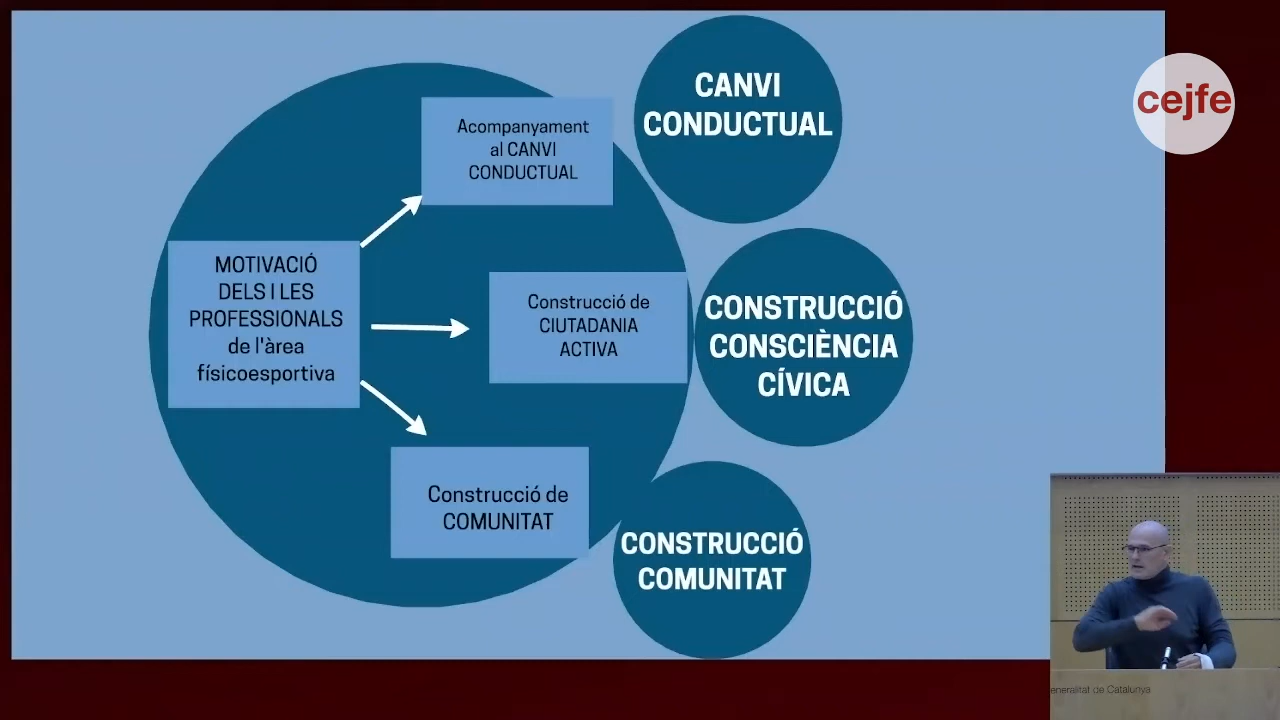 CANVI
CONDUCTUAL
cejfe
Acompanyament
al CANVI
CONDUCTUAL
MOTIVACIÓ
DELS I LES
PROFESSIONALS
de l'àrea
físicoesportiva
Construcció de
CIUTADANIA
ACTIVA
CONSTRUCCIÓ
CONSCIÈNCIA
CÍVICA
Construcció de
COMUNITAT
CONSTRUCCIÓ
COMUNITAT
eneralitat de Catalunya